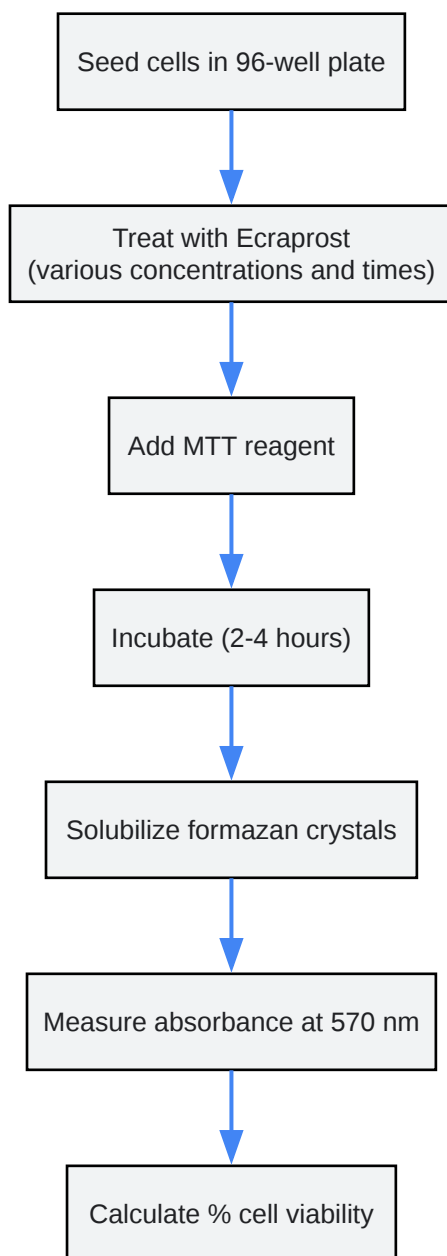 Seed cells in 96-well plate
Treat with Ecraprost
(various concentrations and times)
Add MTT reagent
Incubate (2-4 hours)
Solubilize formazan crystals
Measure absorbance at 570 nm
Calculate % cell viability